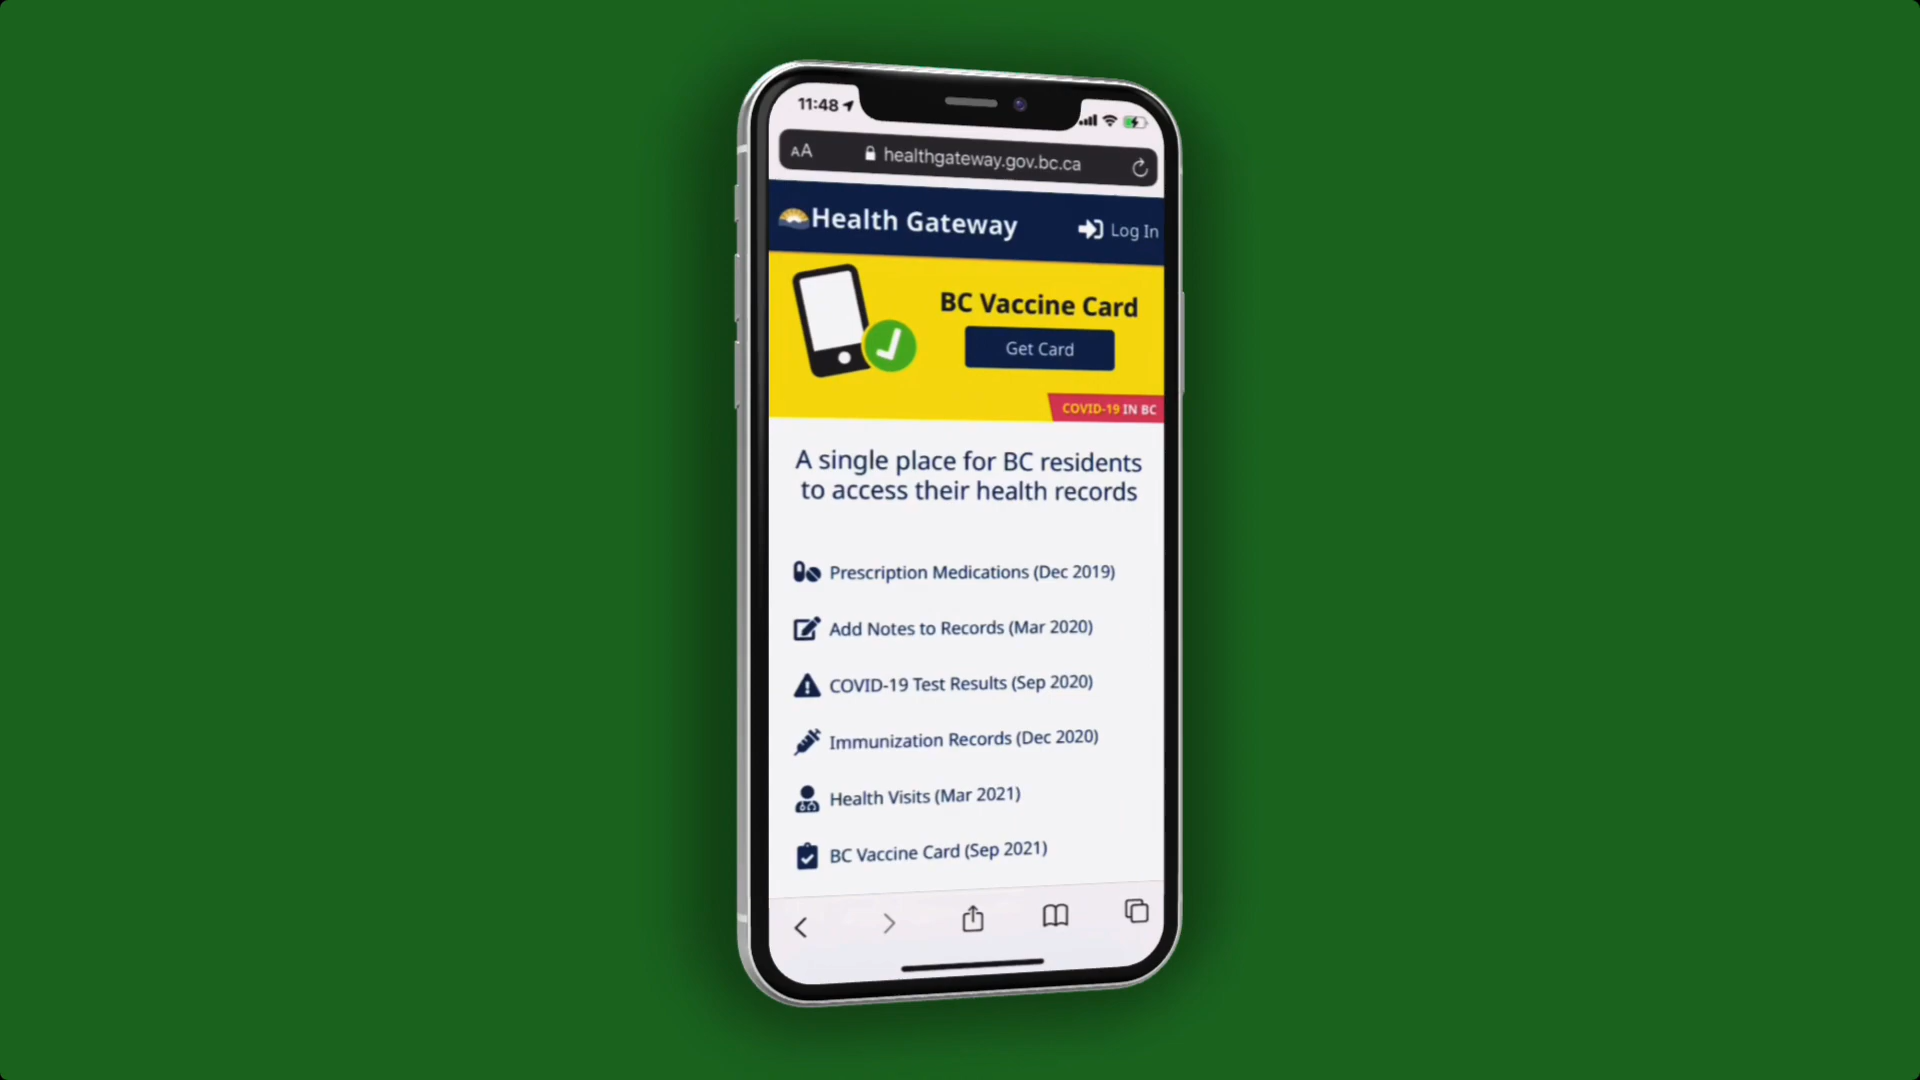 11:48
AA healthgateway.gov.bc.ca
Health Gateway
Log In
BC Vaccine Card
Get Card
COVID-19 IN BC
A single place for BC residents
to access their health records
Prescription Medications (Dec 2019)
Add Notes to Records (Mar 2020)
COVID-19 Test Results (Sep 2020)
Immunization Records (Dec 2020)
Health Visits (Mar 2021)
BC Vaccine Card (Sep 2021)